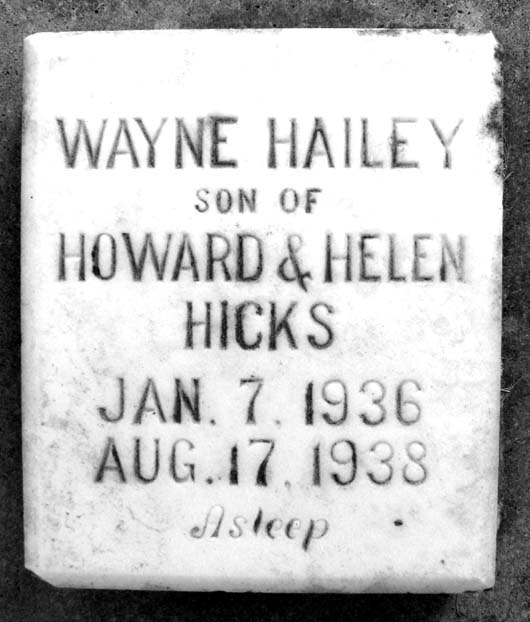 WAYNE HAILEY
SON OF
HOWARD & HELEN
HICKS
JAN. 7. 1936
AUG. 17. 1938
Asleep